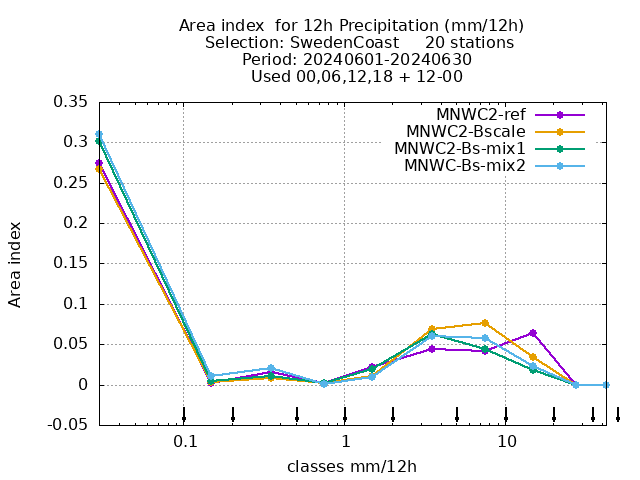 Area index  for 12h Precipitation (mm/12h)
Selection: SwedenCoast     20 stations
Period: 20240601-20240630
Used 00,06,12,18 + 12-00
MNWC2-ref
MNWC2-Bscale
MNWC2-Bs-mix1
MNWC-Bs-mix2
0.35
0.3
0.25
0.2
0.15
0.1
0.05
0
-0.05
Area index
0.1 1 10
classes mm/12h